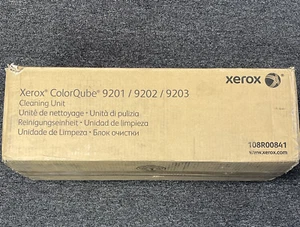 xerox
Xerox® ColorQube® 9201 / 9202 / 9203
Cleaning Unit
Unité de nettoyage • Unità di pulizia
Reinigungseinheit • Unidad de limpieza
Unidade de Limpeza • Блок очистки
108R00841
www.xerox.com